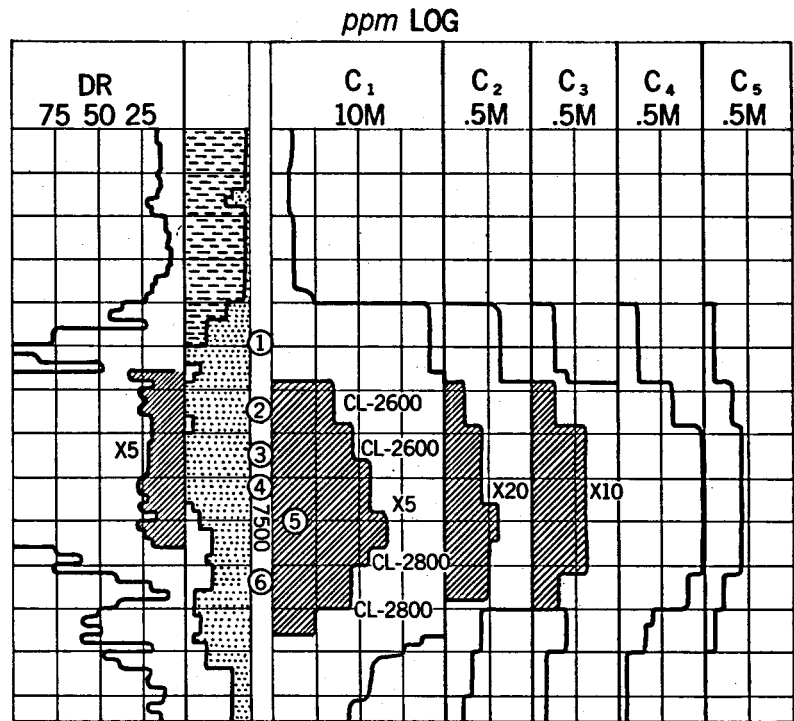 ppm LOG
DR
75 50 25
C₁
10M
C₂
.5M
C₃
.5M
C₄
.5M
C₅
.5M
①
②
CL-2600
CL-2600
X5
③
④
X20
X10
X5
7500
⑤
CL-2800
⑥
CL-2800